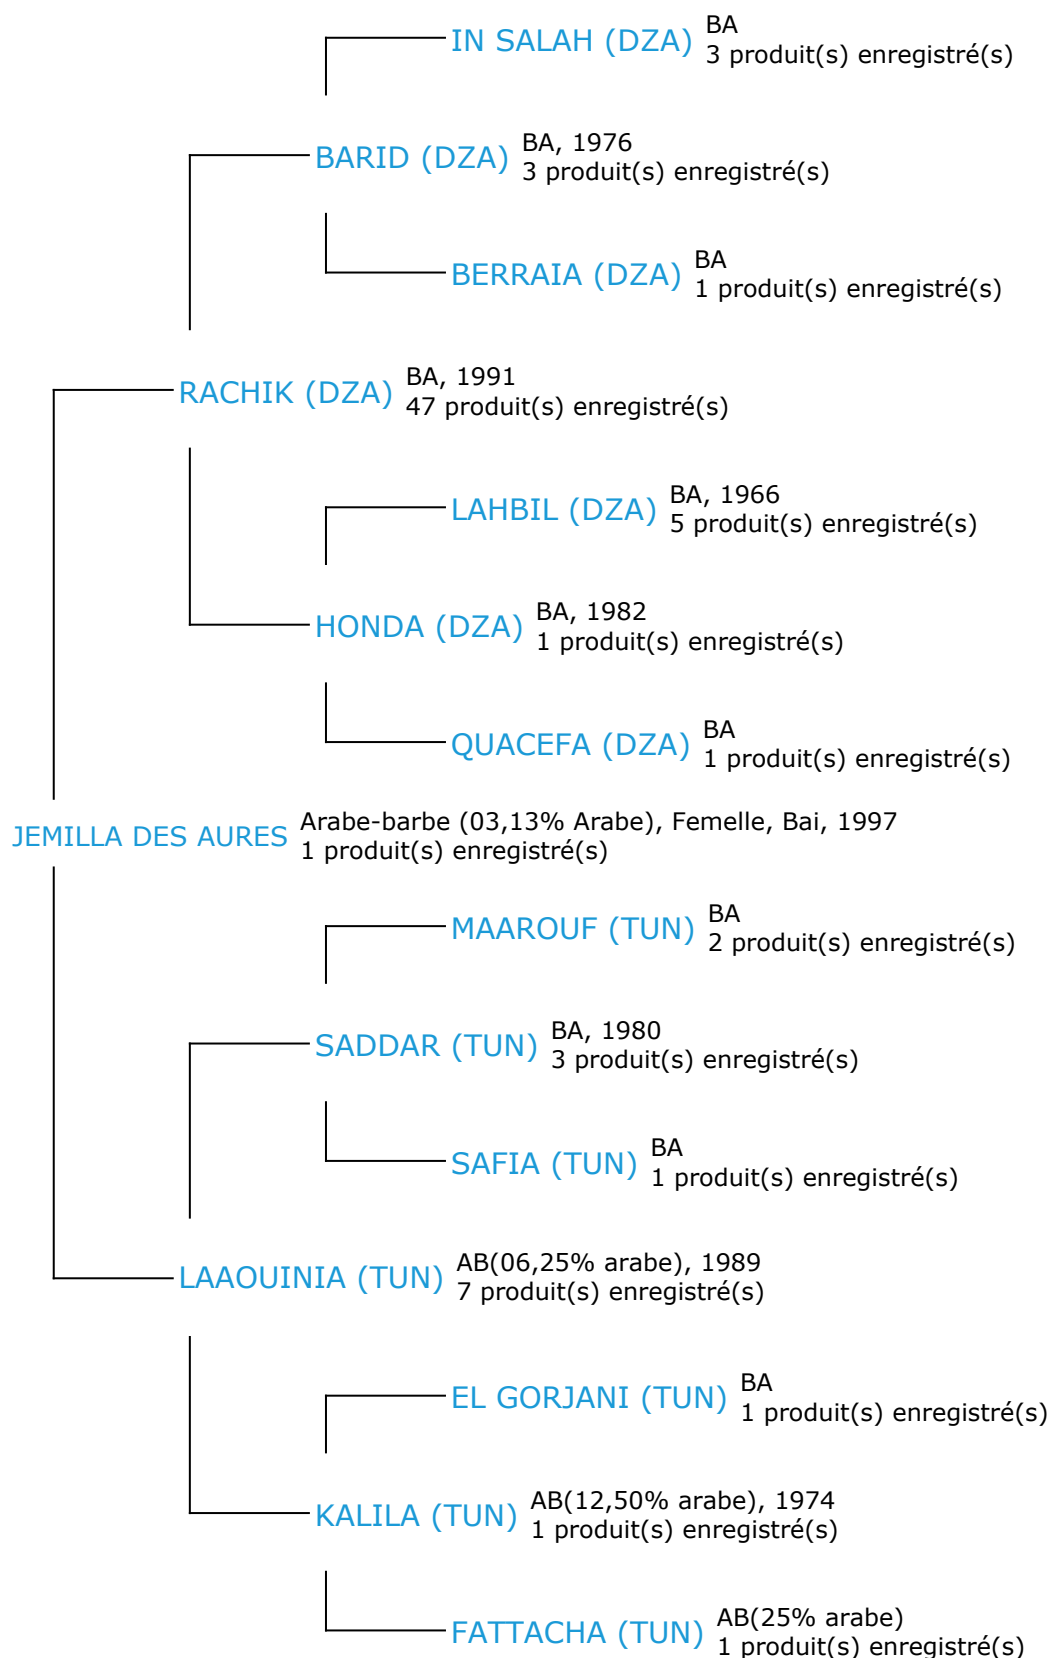 IN SALAH (DZA)
BA
3 produit(s) enregistré(s)
BARID (DZA)
BA, 1976
3 produit(s) enregistré(s)
BERRAIA (DZA)
BA
1 produit(s) enregistré(s)
RACHIK (DZA)
BA, 1991
47 produit(s) enregistré(s)
LAHBIL (DZA)
BA, 1966
5 produit(s) enregistré(s)
HONDA (DZA)
BA, 1982
1 produit(s) enregistré(s)
QUACEFA (DZA)
BA
1 produit(s) enregistré(s)
JEMILLA DES AURES
Arabe-barbe (03,13% Arabe), Femelle, Bai, 1997
1 produit(s) enregistré(s)
MAAROUF (TUN)
BA
2 produit(s) enregistré(s)
SADDAR (TUN)
BA, 1980
3 produit(s) enregistré(s)
SAFIA (TUN)
BA
1 produit(s) enregistré(s)
LAAOUINIA (TUN)
AB(06,25% arabe), 1989
7 produit(s) enregistré(s)
EL GORJANI (TUN)
BA
1 produit(s) enregistré(s)
KALILA (TUN)
AB(12,50% arabe), 1974
1 produit(s) enregistré(s)
FATTACHA (TUN)
AB(25% arabe)
1 produit(s) enregistré(s)